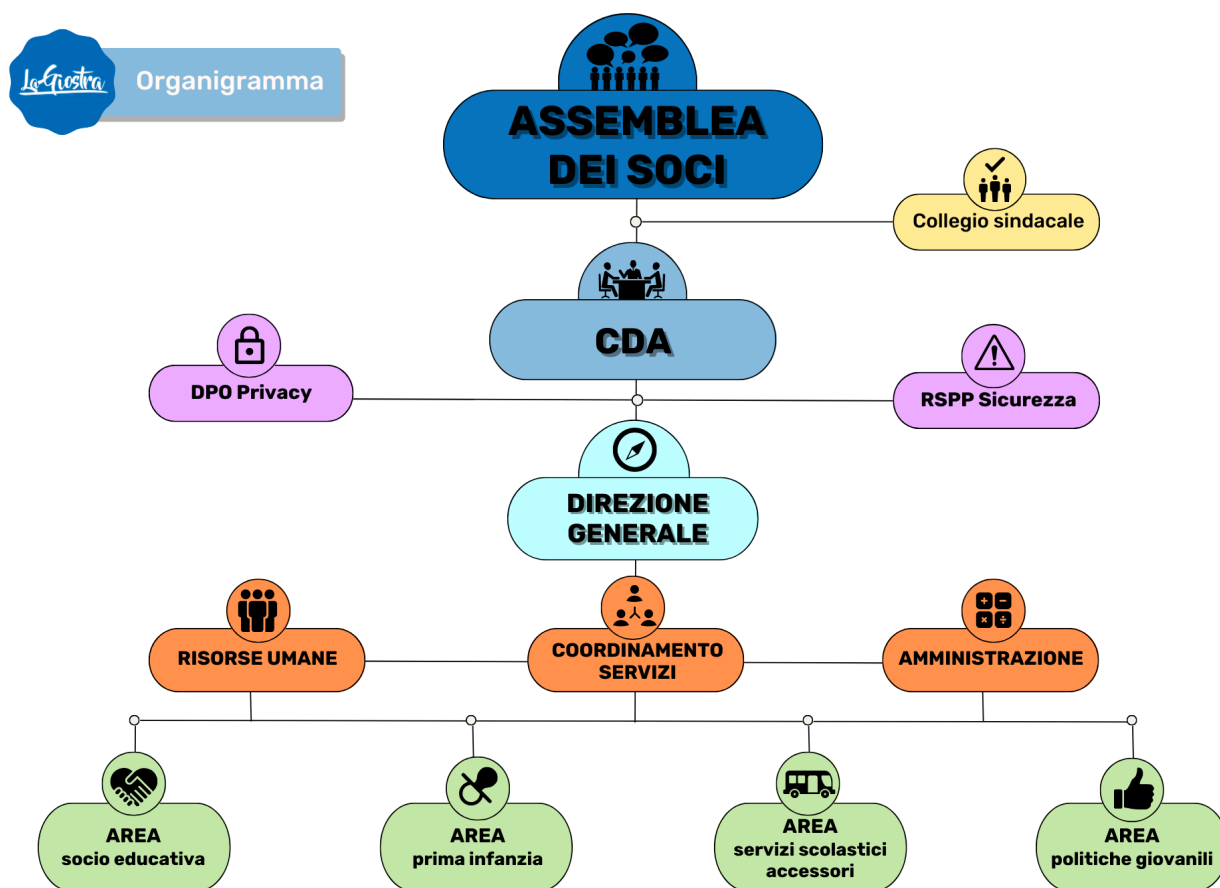 La Giostra
Organigramma
ASSEMBLEA
DEI SOCI
Collegio sindacale
CDA
DPO Privacy
RSPP Sicurezza
DIREZIONE
GENERALE
RISORSE UMANE
COORDINAMENTO
SERVIZI
AMMINISTRAZIONE
AREA
socio educativa
AREA
prima infanzia
AREA
servizi scolastici
accessori
AREA
politiche giovanili